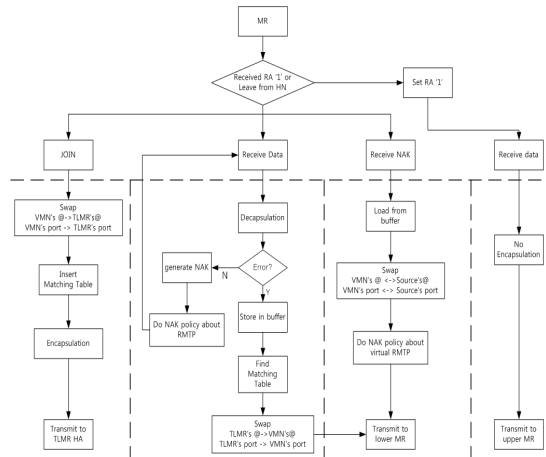 MR
Received RA '1' or
Leave from HN
Set RA '1'
JOIN
Receive Data
Receive NAK
Receive data
Swap
VMN's @->TLMR's@
VMN's port -> TLMR's port
Insert
Matching Table
Encapsulation
Transmit to
TLMR HA
Decapsulation
Error?
N
Y
generate NAK
Do NAK policy about
RMTP
Store in buffer
Find
Matching
Table
Swap
TLMR's @->VMN's@
TLMR's port -> VMN's port
Load from
buffer
Swap
VMN's @ <->Source's@
VMN's port <-> Source's port
Do NAK policy about
virtual RMTP
Transmit to
lower MR
No
Encapsulation
Transmit to
upper MR